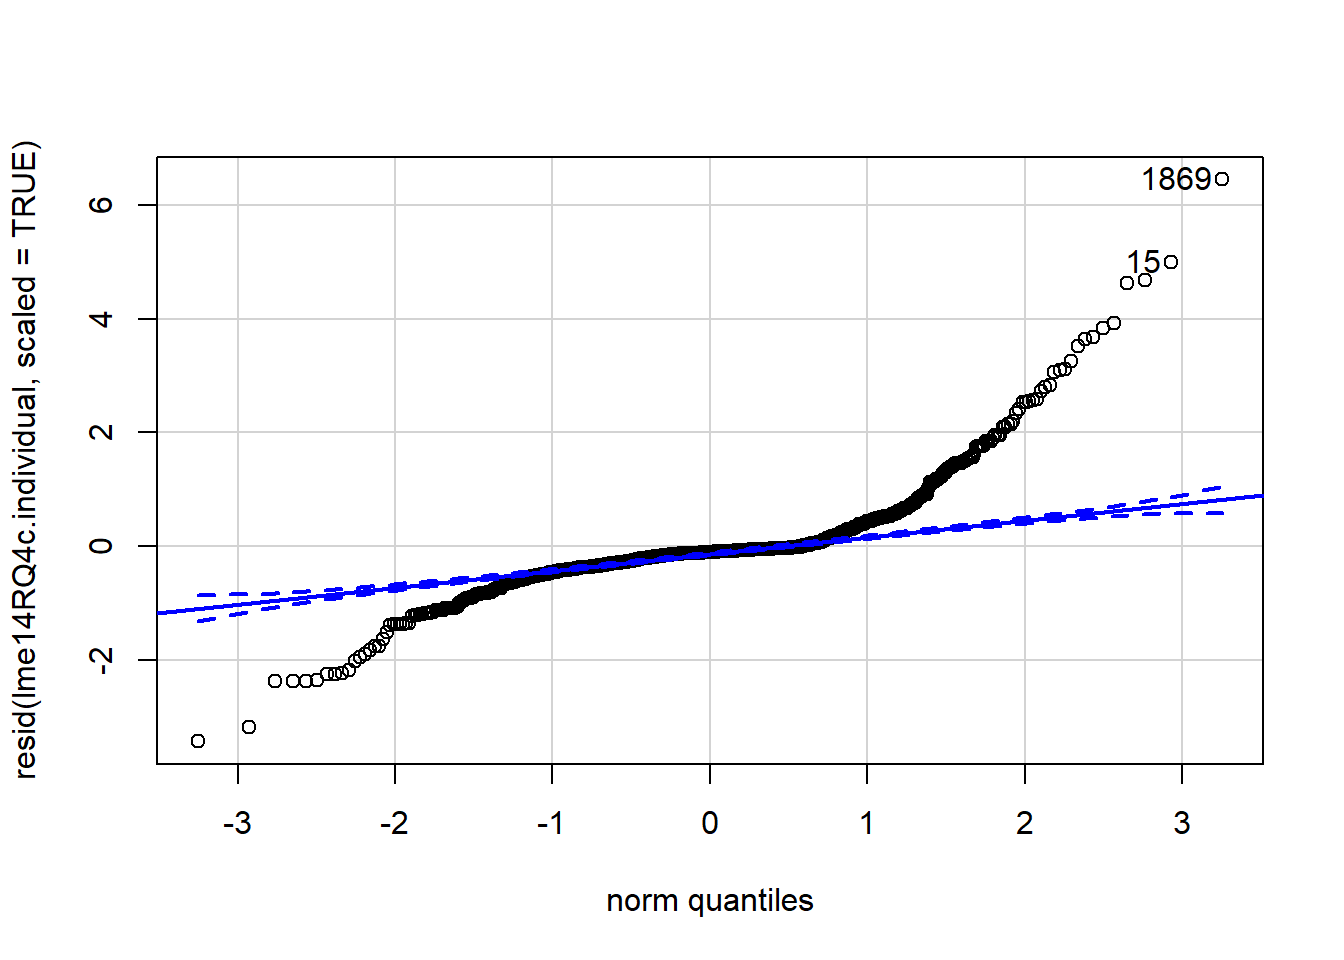 resid(lme14RQ4c.individual, scaled = TRUE)
6
4
2
0
-2
1869
15
-3 -2 -1 0 1 2 3
norm quantiles